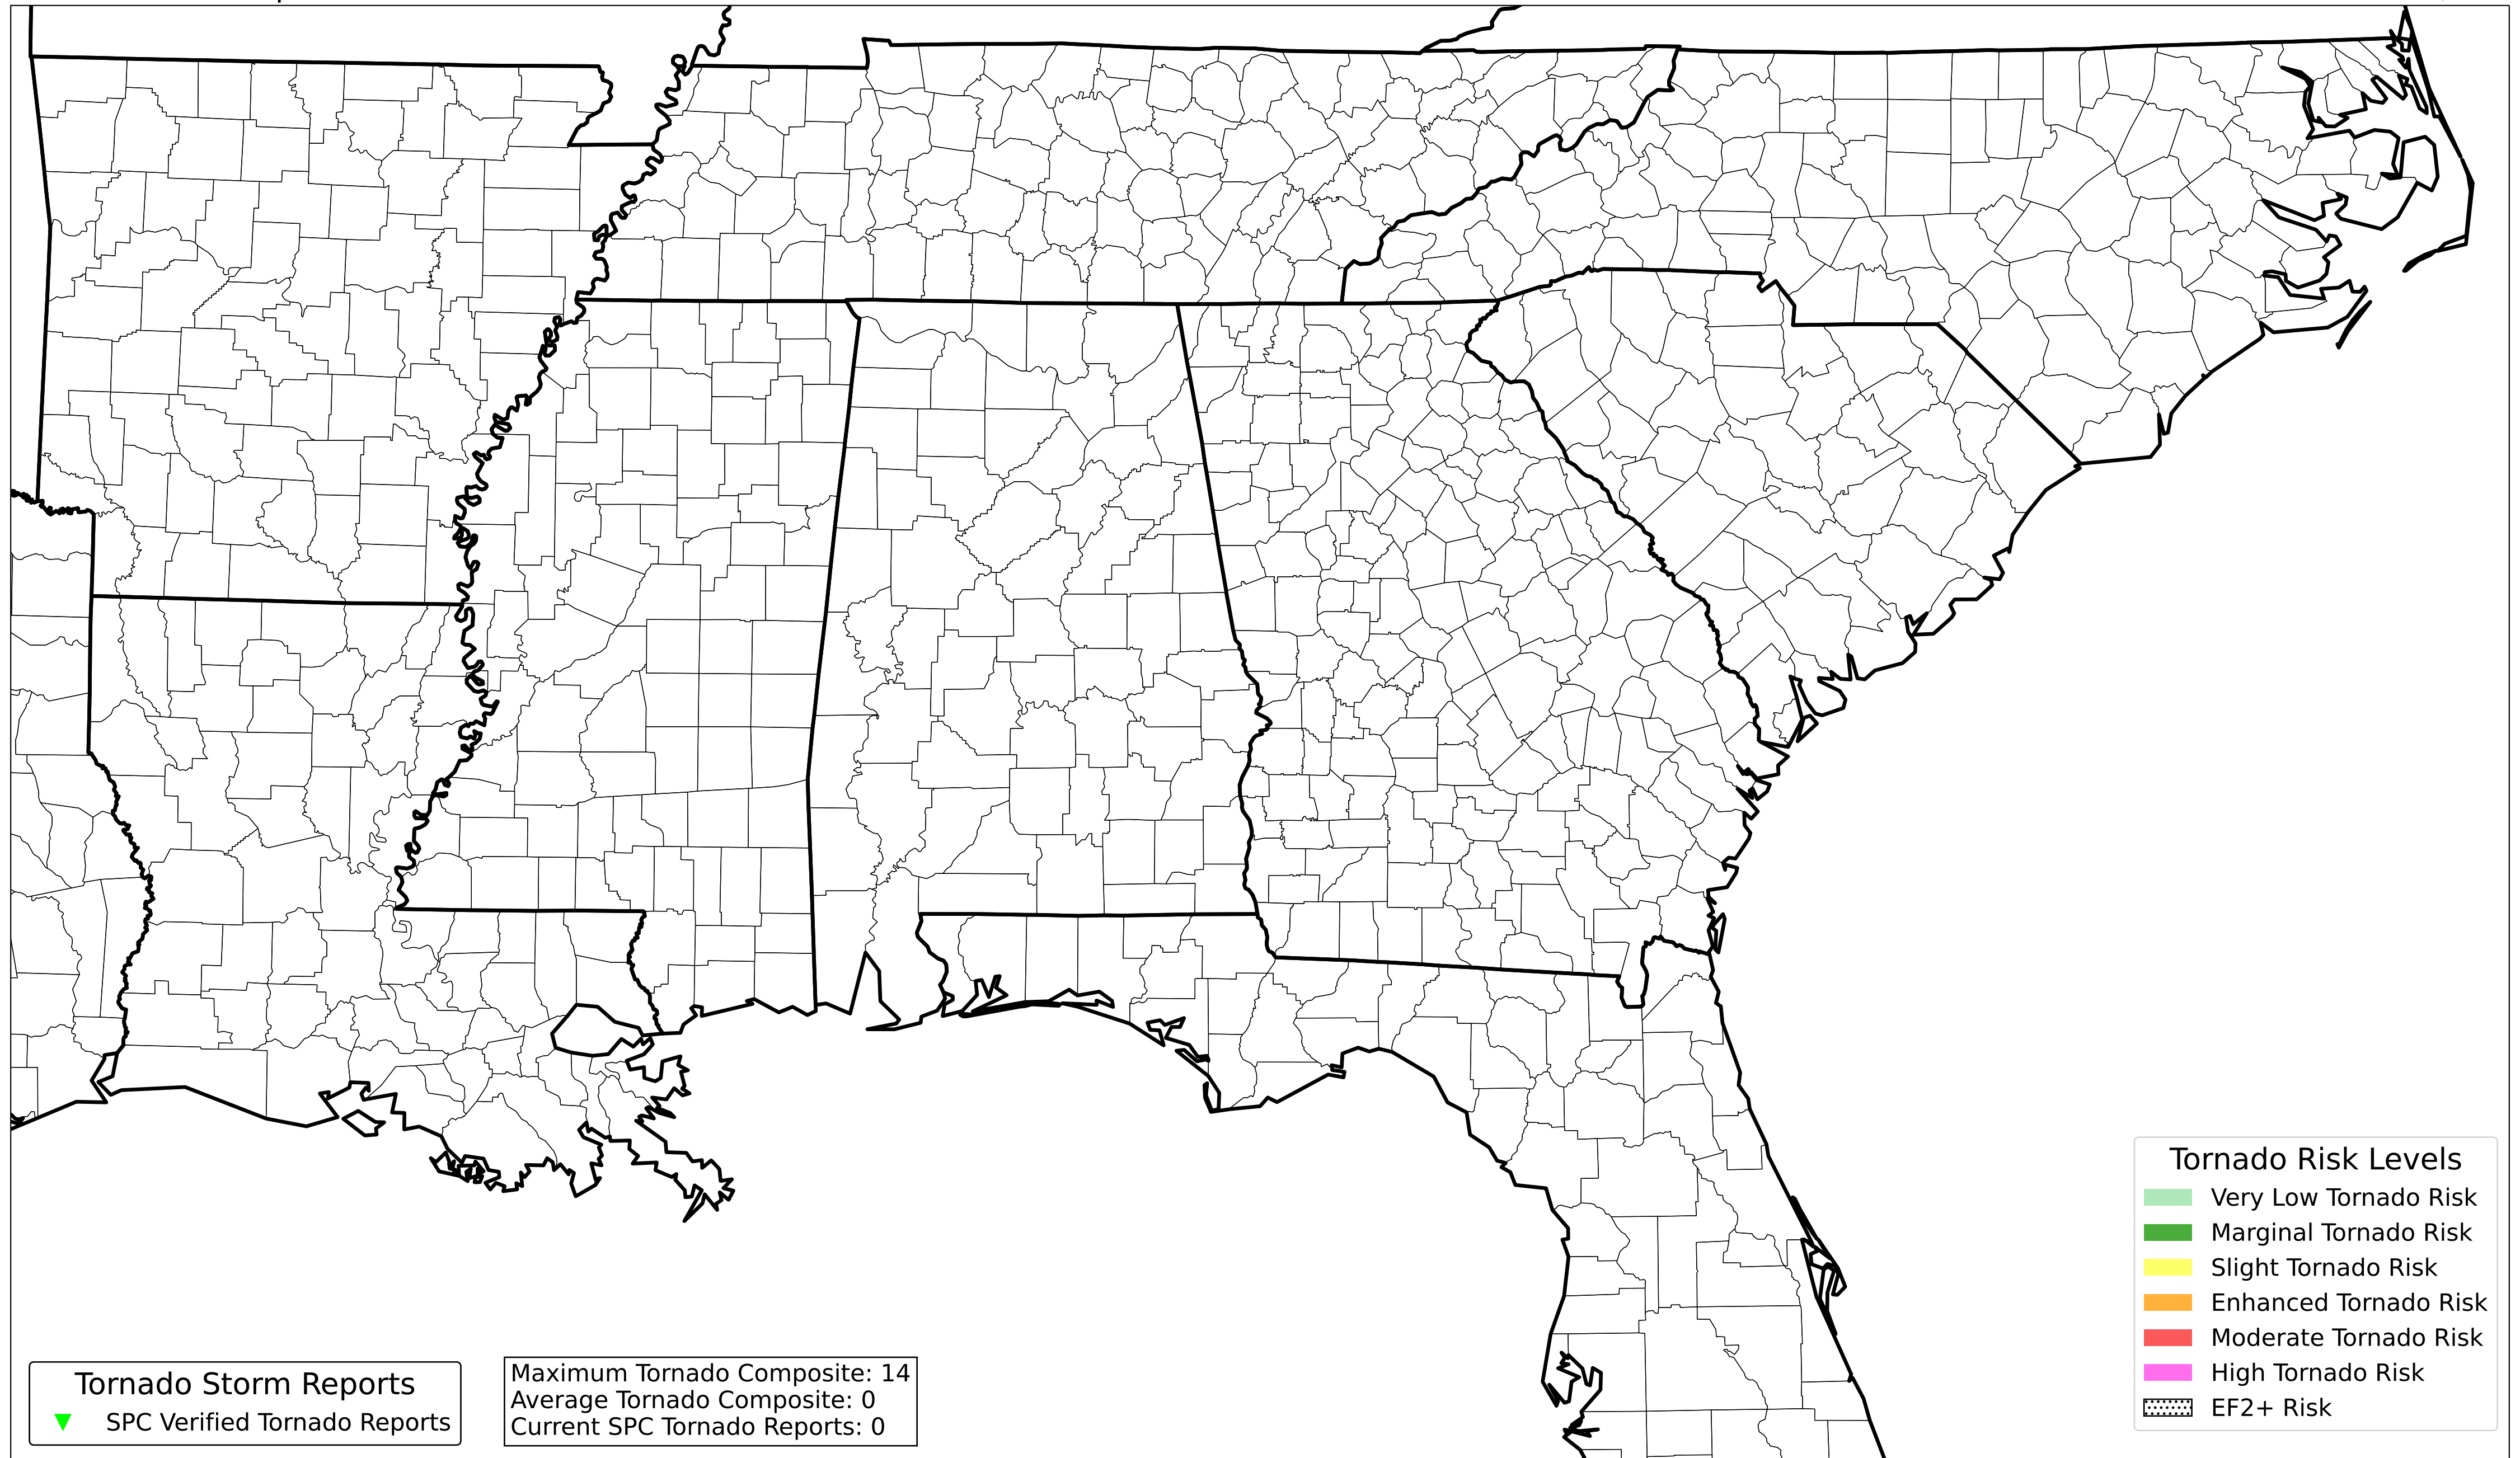 Tornado Storm Reports
SPC Verified Tornado Reports
Maximum Tornado Composite: 14
Average Tornado Composite: 0
Current SPC Tornado Reports: 0
Tornado Risk Levels
Very Low Tornado Risk
Marginal Tornado Risk
Slight Tornado Risk
Enhanced Tornado Risk
Moderate Tornado Risk
High Tornado Risk
EF2+ Risk